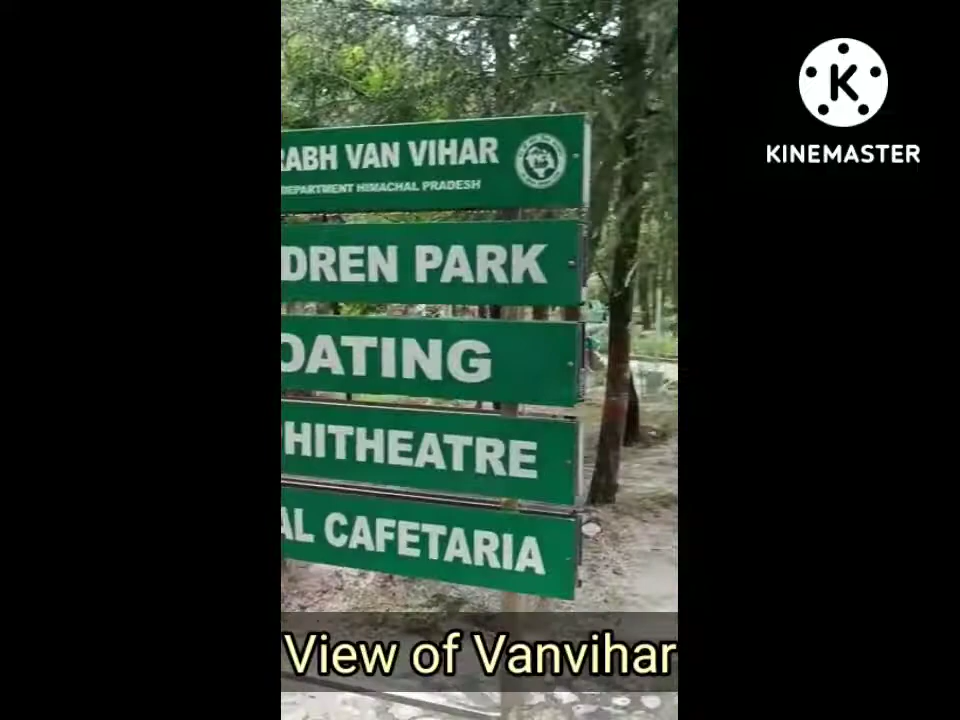 RABH VAN VIHAR
DEPARTMENT HIMACHAL PRADESH
DREN PARK
OATING
HITHEATRE
AL CAFETARIA
View of Vanvihar
K
KINEMASTER